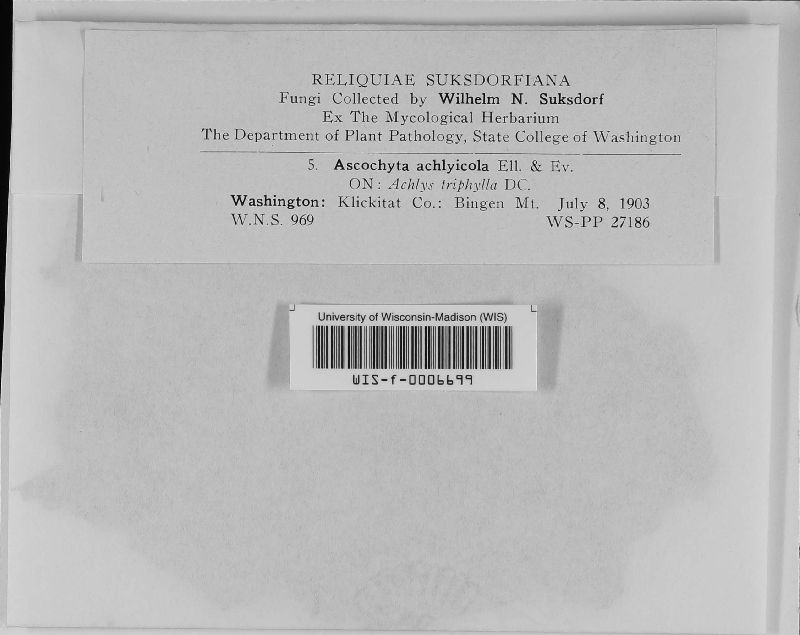 RELIQUIAE SUKSDORFIANA
Fungi Collected by Wilhelm N. Suksdorf
Ex The Mycological Herbarium
The Department of Plant Pathology, State College of Washington
5. Ascochyta achlyicola Ell. & Ev.
ON: Achlys triphylla DC.
Washington: Klickitat Co.: Bingen Mt. July 8, 1903
W.N.S. 969 WS-PP 27186
University of Wisconsin-Madison (WIS)
WIS-f-0006699